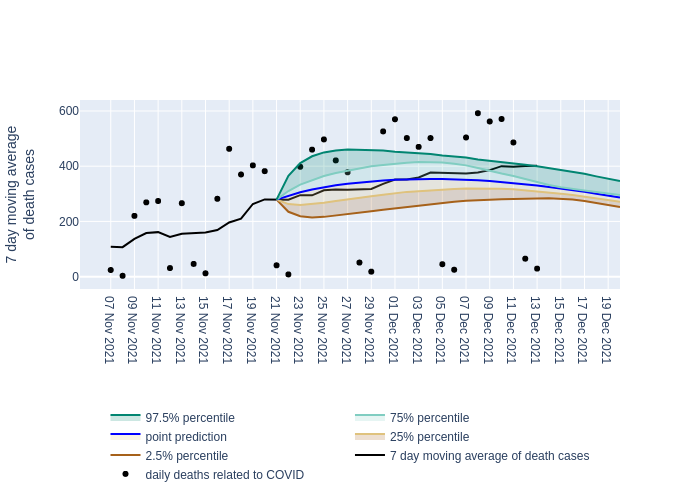 7 day moving average
of death cases
600
400
200
0
07 Nov 2021
09 Nov 2021
11 Nov 2021
13 Nov 2021
15 Nov 2021
17 Nov 2021
19 Nov 2021
21 Nov 2021
23 Nov 2021
25 Nov 2021
27 Nov 2021
29 Nov 2021
01 Dec 2021
03 Dec 2021
05 Dec 2021
07 Dec 2021
09 Dec 2021
11 Dec 2021
13 Dec 2021
15 Dec 2021
17 Dec 2021
19 Dec 2021
97.5% percentile
75% percentile
point prediction
25% percentile
2.5% percentile
7 day moving average of death cases
daily deaths related to COVID